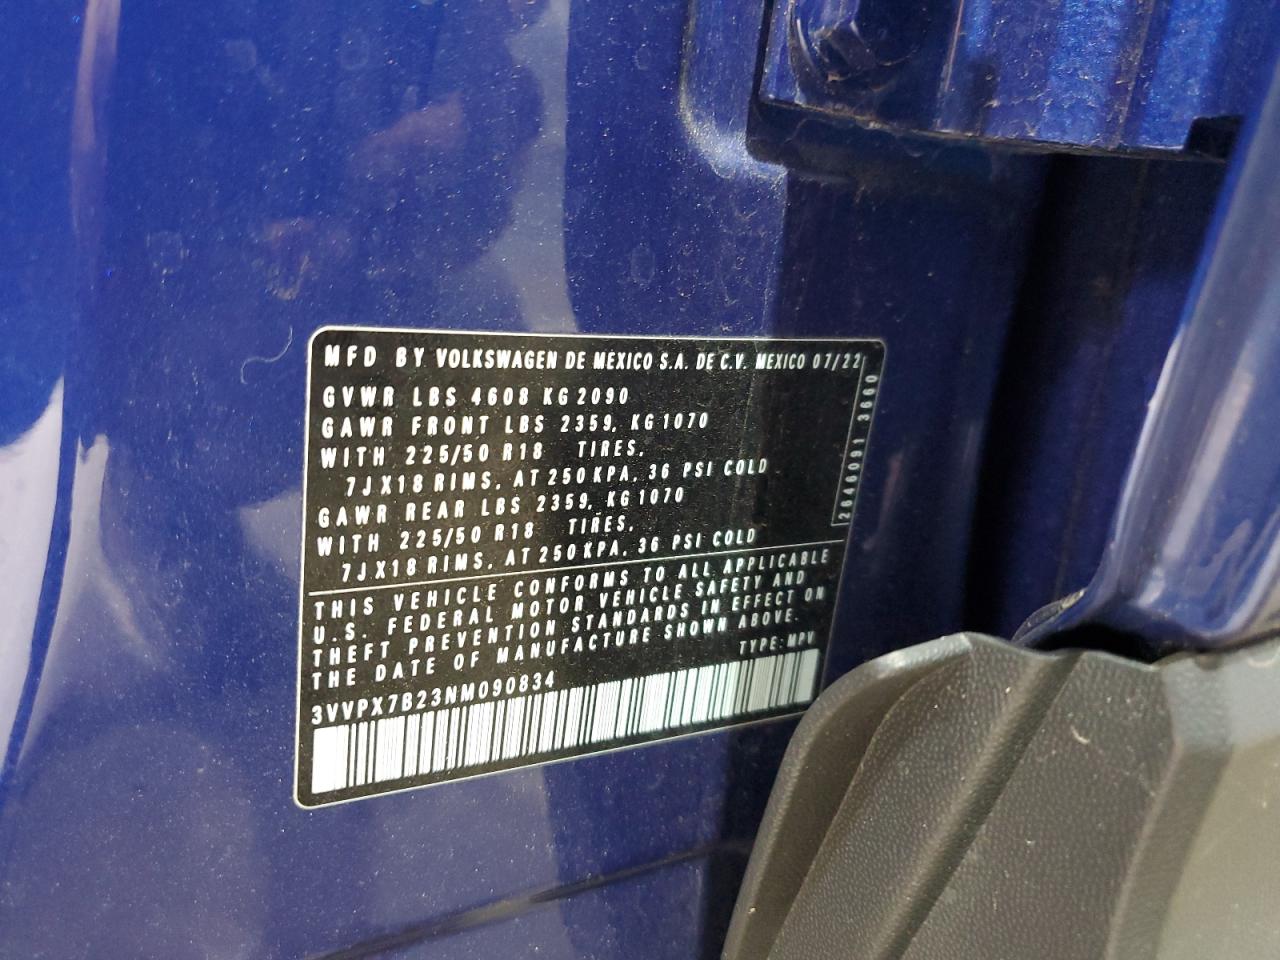 MFD BY VOLKSWAGEN DE MEXICO S.A. DE C.V. MEXICO 07/22
GVWR LBS 4608 KG 2090
GAWR FRONT LBS 2359, KG 1070
WITH 225/50 R18 TIRES,
7JX18 RIMS, AT 250 KPA, 36 PSI COLD
GAWR REAR LBS 2359, KG 1070
WITH 225/50 R18 TIRES,
7JX18 RIMS, AT 250 KPA, 36 PSI COLD
2646091 3660
THIS VEHICLE CONFORMS TO ALL APPLICABLE
U.S. FEDERAL MOTOR VEHICLE SAFETY AND
THEFT PREVENTION STANDARDS IN EFFECT ON
THE DATE OF MANUFACTURE SHOWN ABOVE.
3VVPX7B23NM090834 TYPE: MPV